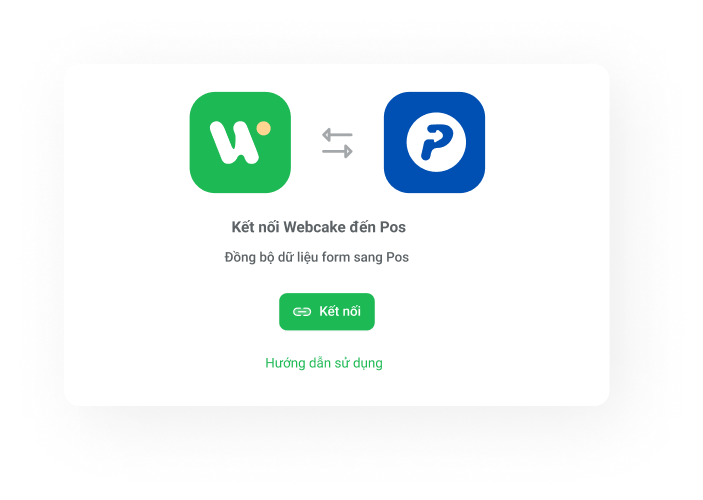 Kết nối Webcake đến Pos
Đồng bộ dữ liệu form sang Pos
Kết nối
Hướng dẫn sử dụng